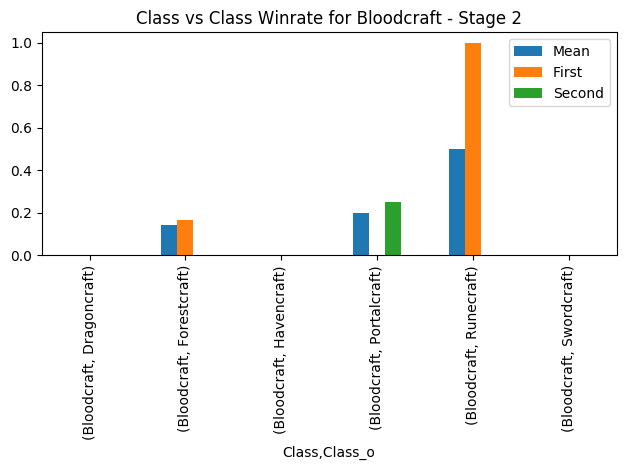 Class vs Class Winrate for Bloodcraft - Stage 2
Mean
First
Second
1.0
0.8
0.6
0.4
0.2
0.0
(Bloodcraft, Dragoncraft)
(Bloodcraft, Forestcraft)
(Bloodcraft, Havencraft)
(Bloodcraft, Portalcraft)
(Bloodcraft, Runecraft)
(Bloodcraft, Swordcraft)
Class,Class_o